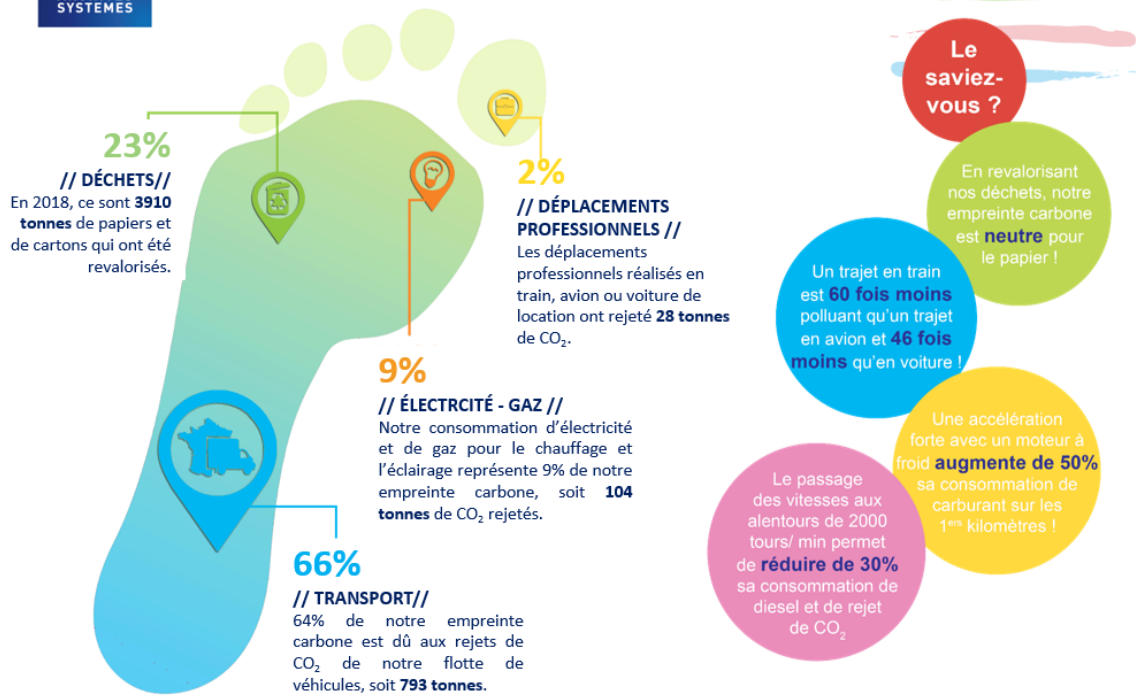 SYSTEMES
23%
// DÉCHETS//
En 2018, ce sont 3910
tonnes de papiers et
de cartons qui ont été
revalorisés.
2%
// DÉPLACEMENTS
PROFESSIONNELS //
Les déplacements
professionnels réalisés en
train, avion ou voiture de
location ont rejeté 28 tonnes
de CO₂.
9%
// ÉLECTRCITÉ - GAZ //
Notre consommation d'électricité
et de gaz pour le chauffage et
l'éclairage représente 9% de notre
empreinte carbone, soit 104
tonnes de CO₂ rejetés.
66%
// TRANSPORT//
64% de notre empreinte
carbone est dû aux rejets de
CO₂ de notre flotte de
véhicules, soit 793 tonnes.
Le
saviez-
vous ?
En revalorisant
nos déchets, notre
empreinte carbone
est neutre pour
le papier !
Un trajet en train
est 60 fois moins
polluant qu'un trajet
en avion et 46 fois
moins qu'en voiture !
Une accélération
forte avec un moteur à
froid augmente de 50%
sa consommation de
carburant sur les
1ers kilomètres !
Le passage
des vitesses aux
alentours de 2000
tours/ min permet
de réduire de 30%
sa consommation de
diesel et de rejet
de CO₂